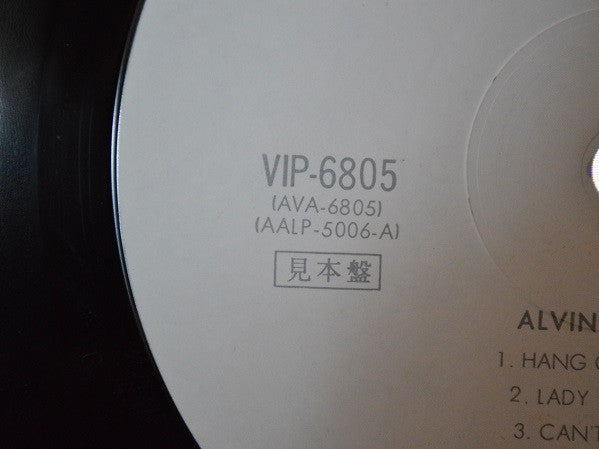 VIP-6805
(AVA-6805)
(AALP-5006-A)
見本盤
ALVIN
1. HANG
2. LADY
3. CAN'T